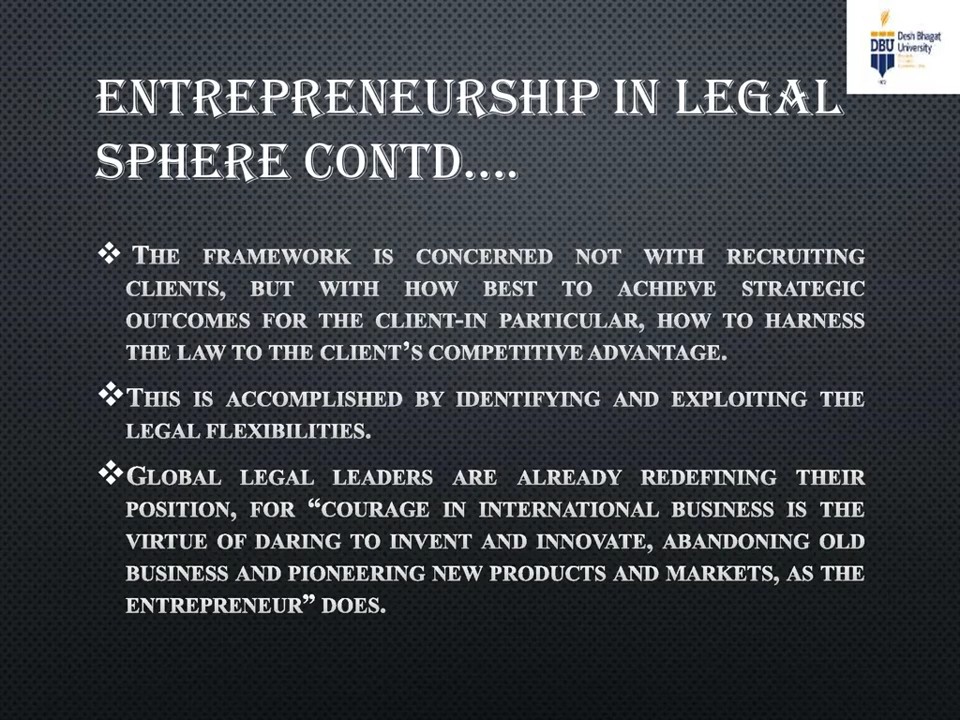 DBU Desh Bhagat
University
ENTREPRENEURSHIP IN LEGAL
SPHERE CONTD....
❖ THE FRAMEWORK IS CONCERNED NOT WITH RECRUITING
CLIENTS, BUT WITH HOW BEST TO ACHIEVE STRATEGIC
OUTCOMES FOR THE CLIENT-IN PARTICULAR, HOW TO HARNESS
THE LAW TO THE CLIENT’S COMPETITIVE ADVANTAGE.
❖THIS IS ACCOMPLISHED BY IDENTIFYING AND EXPLOITING THE
LEGAL FLEXIBILITIES.
❖GLOBAL LEGAL LEADERS ARE ALREADY REDEFINING THEIR
POSITION, FOR “COURAGE IN INTERNATIONAL BUSINESS IS THE
VIRTUE OF DARING TO INVENT AND INNOVATE, ABANDONING OLD
BUSINESS AND PIONEERING NEW PRODUCTS AND MARKETS, AS THE
ENTREPRENEUR” DOES.